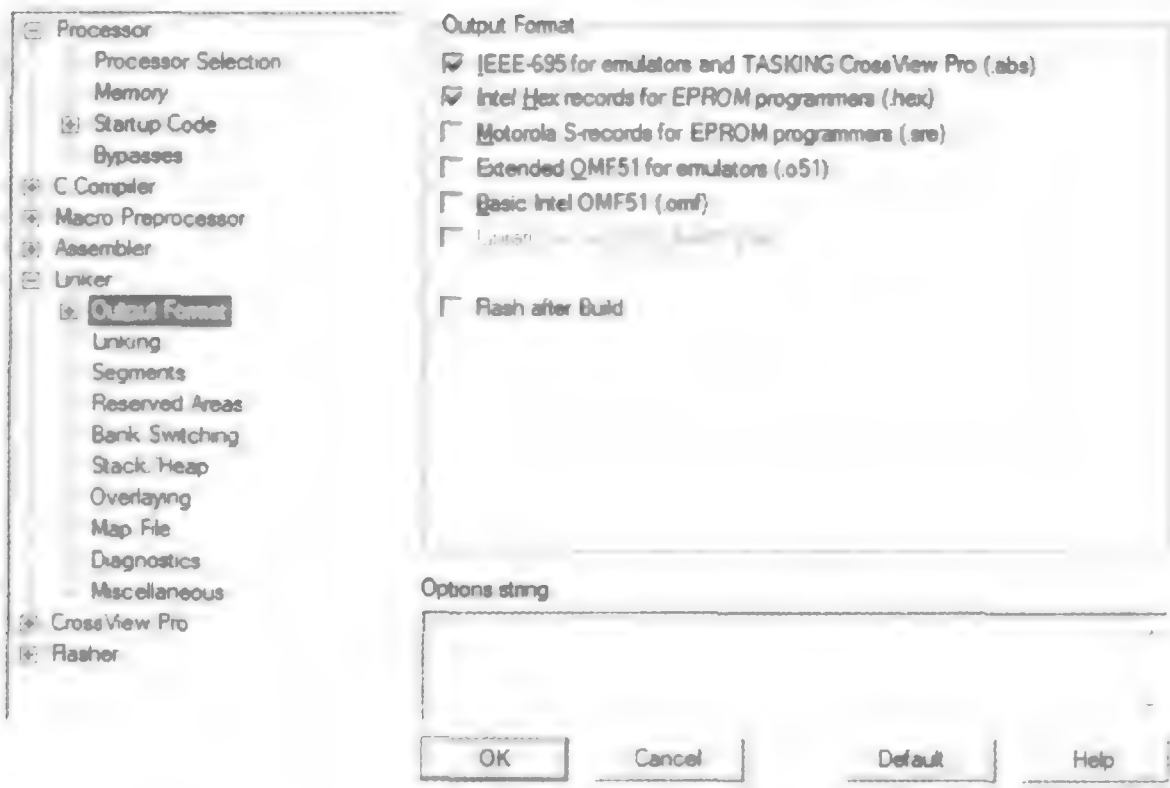 Processor
Processor Selection
Memory
Startup Code
Bypasses
C Compiler
Macro Preprocessor
Assembler
Linker
Output Format
Linking
Segments
Reserved Areas
Bank Switching
Stack Heap
Overlaying
Map File
Diagnostics
Miscellaneous
CrossView Pro
Flasher
Output Format
IEEE-695 for emulators and TASKING CrossView Pro (.abs)
Intel Hex records for EPROM programmers (.hex)
Motorola S-records for EPROM programmers (.sre)
Extended OMF51 for emulators (.o51)
Basic Intel OMF51 (.omf)
Flash after Build
Options string
OK Cancel Default Help